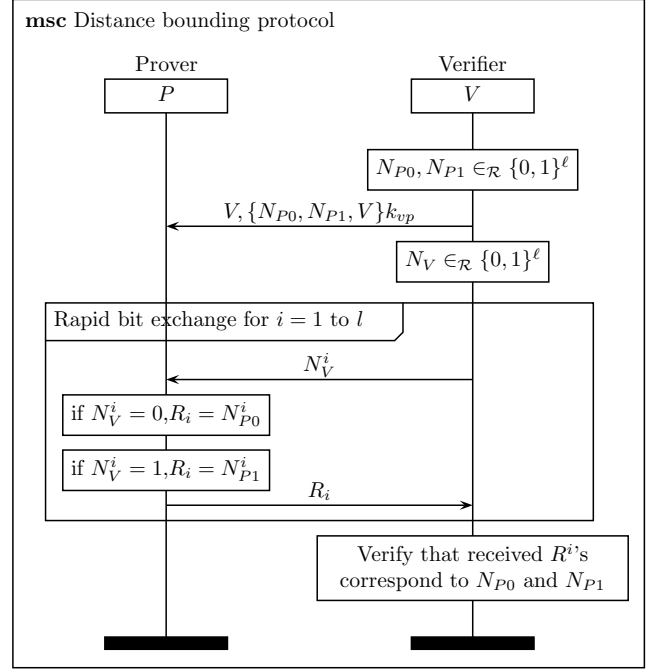 msc Distance bounding protocol
Prover
Verifier
P
V
N_{P0}, N_{P1} ∈_ℛ {0, 1}^ℓ
V, {N_{P0}, N_{P1}, V}k_{vp}
N_V ∈_ℛ {0, 1}^ℓ
Rapid bit exchange for i = 1 to l
N_V^i
if N_V^i = 0,R_i = N_{P0}^i
if N_V^i = 1,R_i = N_{P1}^i
R_i
Verify that received R^i's
correspond to N_{P0} and N_{P1}